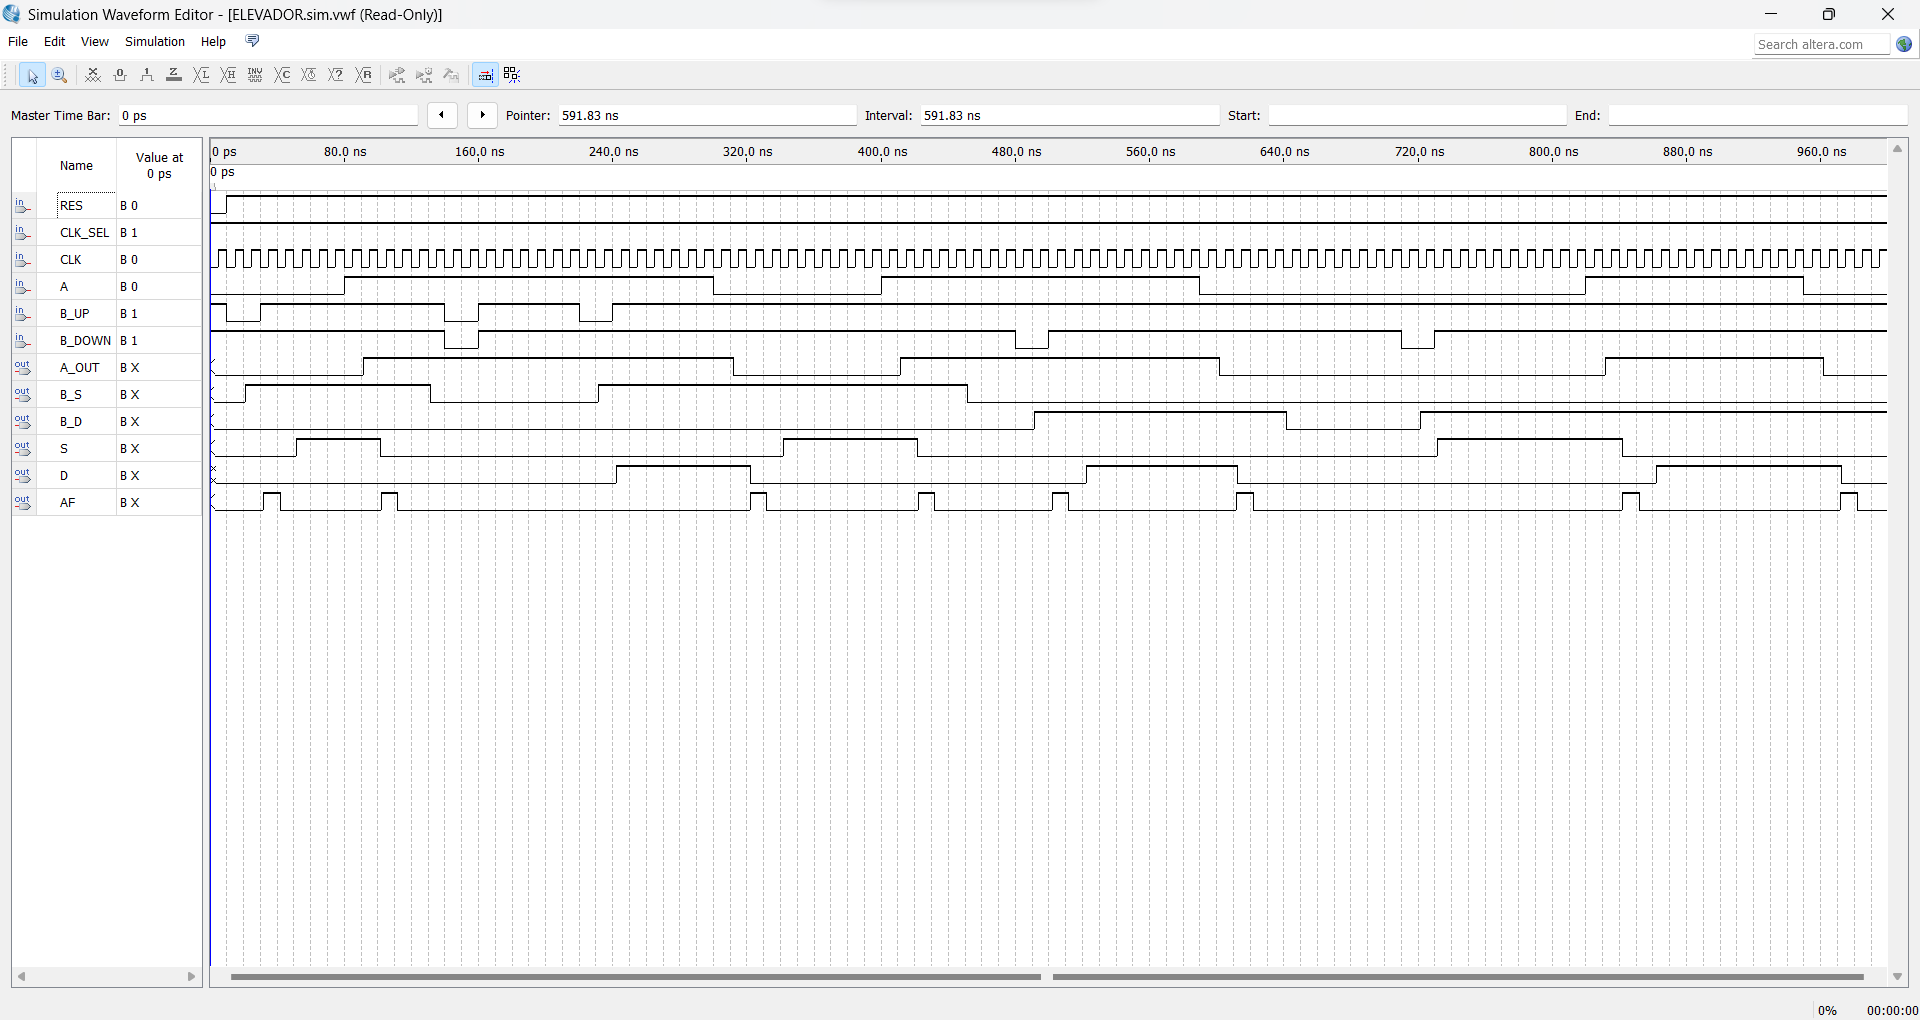 Simulation Waveform Editor - [ELEVADOR.sim.vwf (Read-Only)]
File Edit View Simulation Help
Search altera.com
Master Time Bar: 0 ps Pointer: 591.83 ns Interval: 591.83 ns Start: End:
Name Value at 0 ps
0 ps 80.0 ns 160.0 ns 240.0 ns 320.0 ns 400.0 ns 480.0 ns 560.0 ns 640.0 ns 720.0 ns 800.0 ns 880.0 ns 960.0 ns
0 ps
in RES B 0
in CLK_SEL B 1
in CLK B 0
in A B 0
in B_UP B 1
in B_DOWN B 1
out A_OUT B X
out B_S B X
out B_D B X
out S B X
out D B X
out AF B X
0% 00:00:00